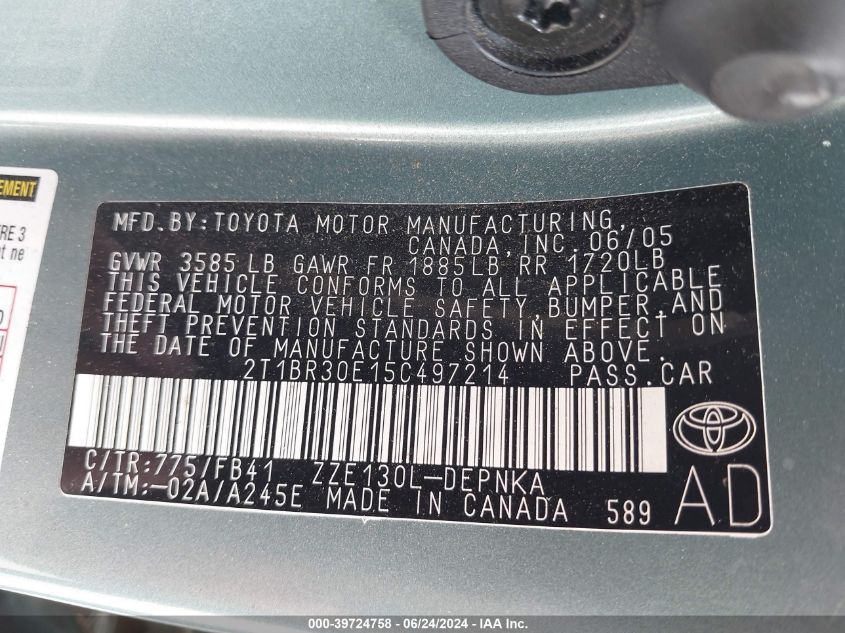 EMENT
RE 3
t ne
MFD.BY:TOYOTA MOTOR MANUFACTURING,
CANADA,INC.06/05
GVWR 3585LB GAWR FR 1885LB RR 1720LB
THIS VEHICLE CONFORMS TO ALL APPLICABLE
FEDERAL MOTOR VEHICLE SAFETY,BUMPER,AND
THEFT PREVENTION STANDARDS IN EFFECT ON
THE DATE OF MANUFACTURE SHOWN ABOVE.
2T1BR30E15C497214 PASS.CAR
C/TR:775/FB41 ZZE130L-DEPNKA
A/TM:-02A/A245E MADE IN CANADA 589 AD
000-39724758 - 06/24/2024 - IAA Inc.